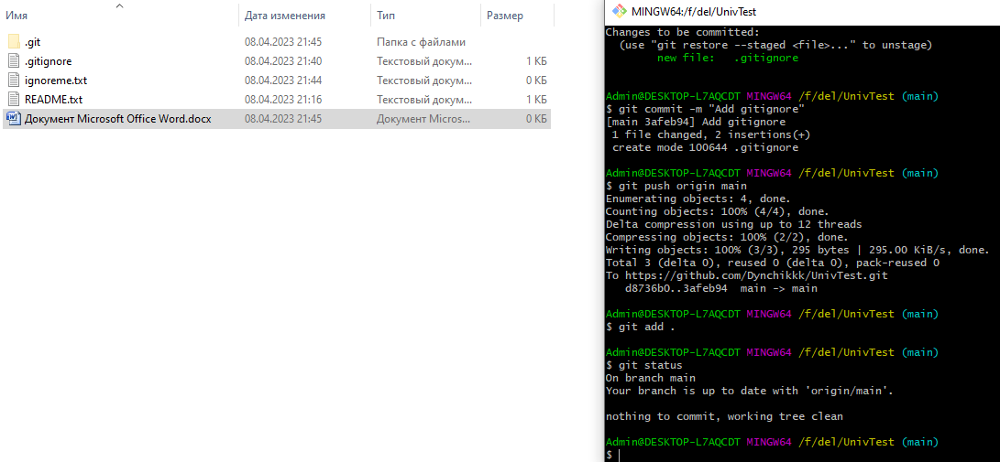 Имя Дата изменения Тип Размер
.git 08.04.2023 21:45 Папка с файлами
.gitignore 08.04.2023 21:40 Текстовый докум... 1 КБ
ignoreme.txt 08.04.2023 21:44 Текстовый докум... 0 КБ
README.txt 08.04.2023 21:16 Текстовый докум... 1 КБ
Документ Microsoft Office Word.docx 08.04.2023 21:45 Документ Micros... 0 КБ
MINGW64:/f/del/UnivTest
Changes to be committed:
(use "git restore --staged <file>..." to unstage)
new file: .gitignore
Admin@DESKTOP-L7AQCDT MINGW64 /f/del/UnivTest (main)
$ git commit -m "Add gitignore"
[main 3afeb94] Add gitignore
1 file changed, 2 insertions(+)
create mode 100644 .gitignore
Admin@DESKTOP-L7AQCDT MINGW64 /f/del/UnivTest (main)
$ git push origin main
Enumerating objects: 4, done.
Counting objects: 100% (4/4), done.
Delta compression using up to 12 threads
Compressing objects: 100% (2/2), done.
Writing objects: 100% (3/3), 295 bytes | 295.00 KiB/s, done.
Total 3 (delta 0), reused 0 (delta 0), pack-reused 0
To https://github.com/Dynchikkk/UnivTest.git
d8736b0..3afeb94 main -> main
Admin@DESKTOP-L7AQCDT MINGW64 /f/del/UnivTest (main)
$ git add .
Admin@DESKTOP-L7AQCDT MINGW64 /f/del/UnivTest (main)
$ git status
On branch main
Your branch is up to date with 'origin/main'.
nothing to commit, working tree clean
Admin@DESKTOP-L7AQCDT MINGW64 /f/del/UnivTest (main)
$